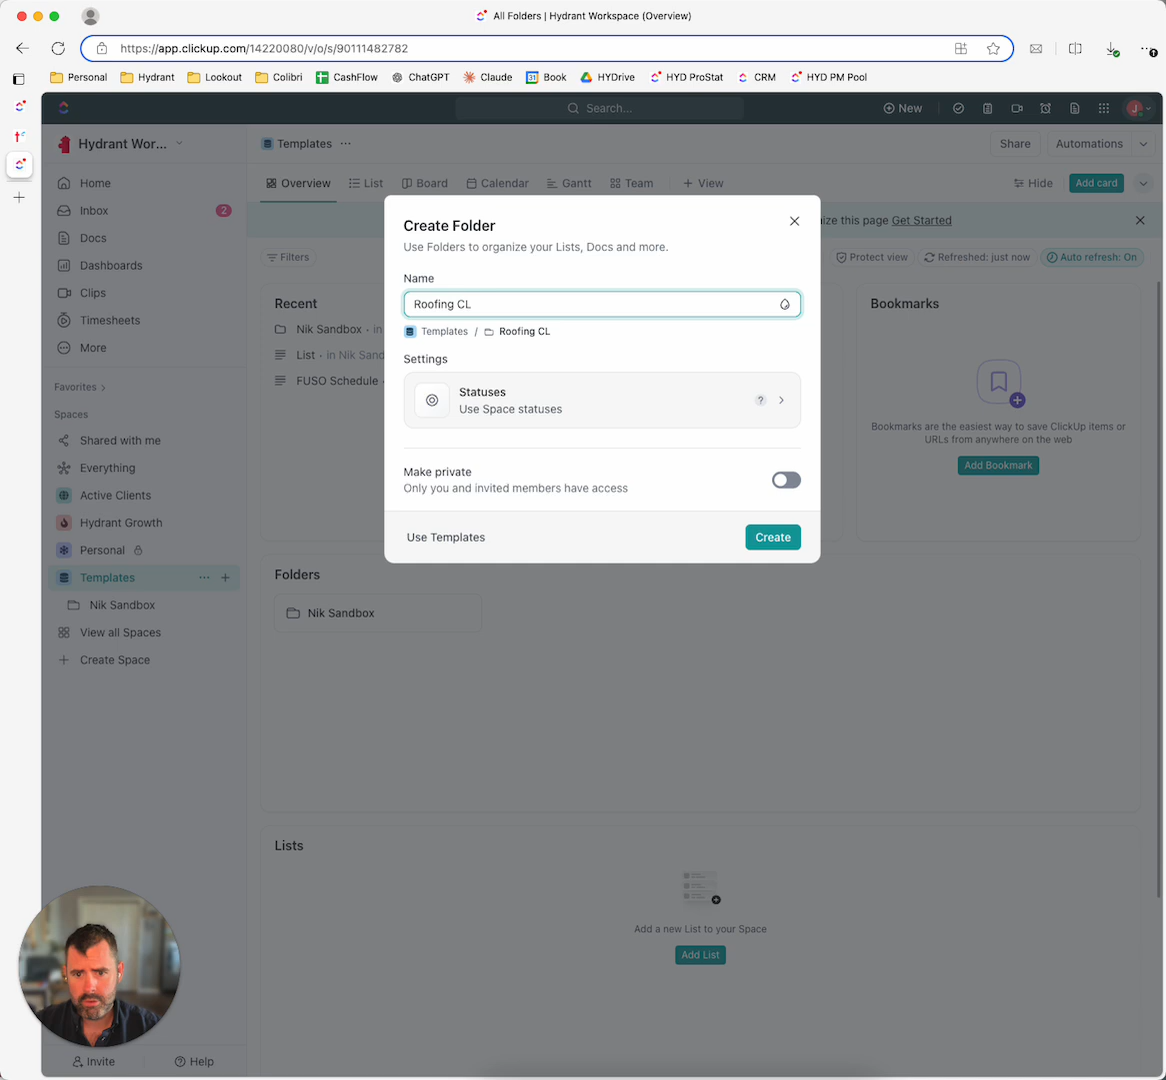 All Folders | Hydrant Workspace (Overview)
https://app.clickup.com/14220080/v/o/s/90111482782
Personal Hydrant Lookout Colibri CashFlow ChatGPT Claude Book HYDrive HYD ProStat CRM HYD PM Pool
Search... New J
Hydrant Wor... Templates ... Share Automations
Home Overview List Board Calendar Gantt Team + View Hide Add card
Inbox 2
ize this page Get Started
Docs
Filters Protect view Refreshed: just now Auto refresh: On
Dashboards
Clips
Timesheets
More
Recent
Nik Sandbox · in
List · in Nik Sand
FUSO Schedule
Bookmarks
Bookmarks are the easiest way to save ClickUp items or
URLs from anywhere on the web
Add Bookmark
Create Folder
Use Folders to organize your Lists, Docs and more.
Name
Roofing CL
Templates / Roofing CL
Settings
Statuses
Use Space statuses
?
Make private
Only you and invited members have access
Use Templates Create
Favorites
Spaces
Shared with me
Everything
Active Clients
Hydrant Growth
Personal
Templates ... +
Nik Sandbox
View all Spaces
+ Create Space
Folders
Nik Sandbox
Lists
Add a new List to your Space
Add List
Invite Help